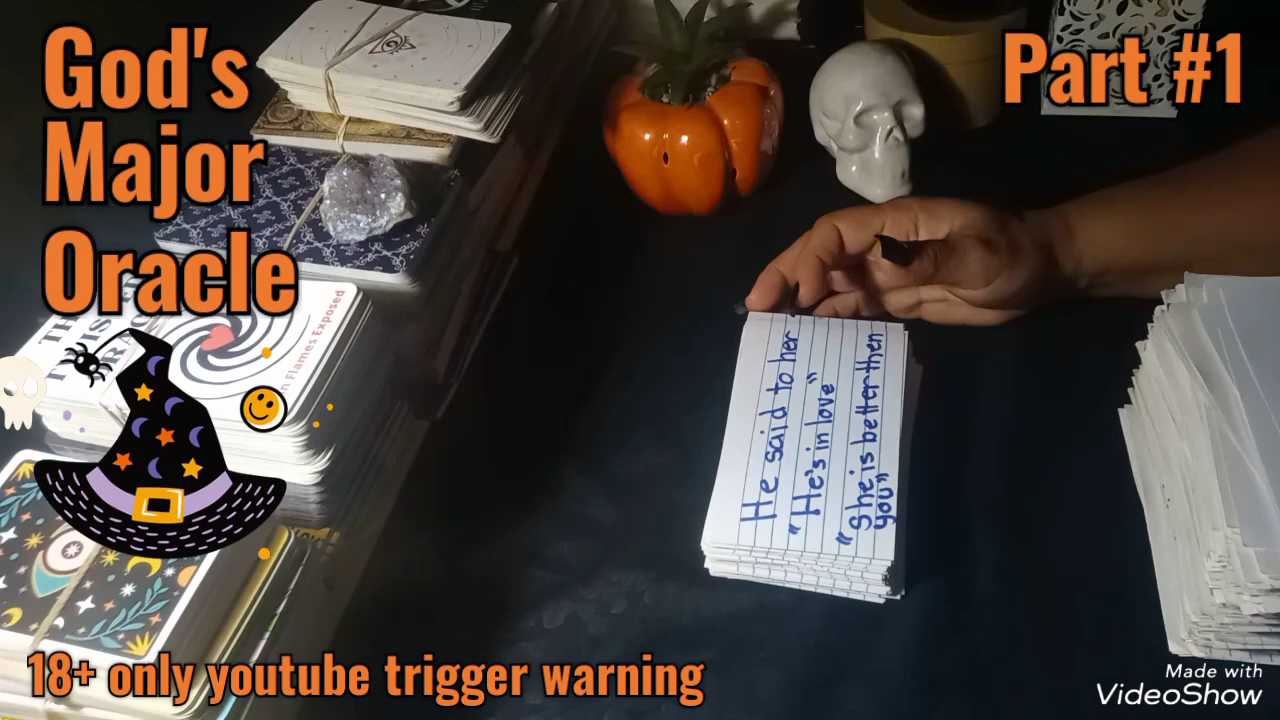 God's
Major
Oracle
Part #1
n Flames Exposed
He said to her
"He's in love"
"she is better then
you"
18+ only youtube trigger warning
Made with
VideoShow